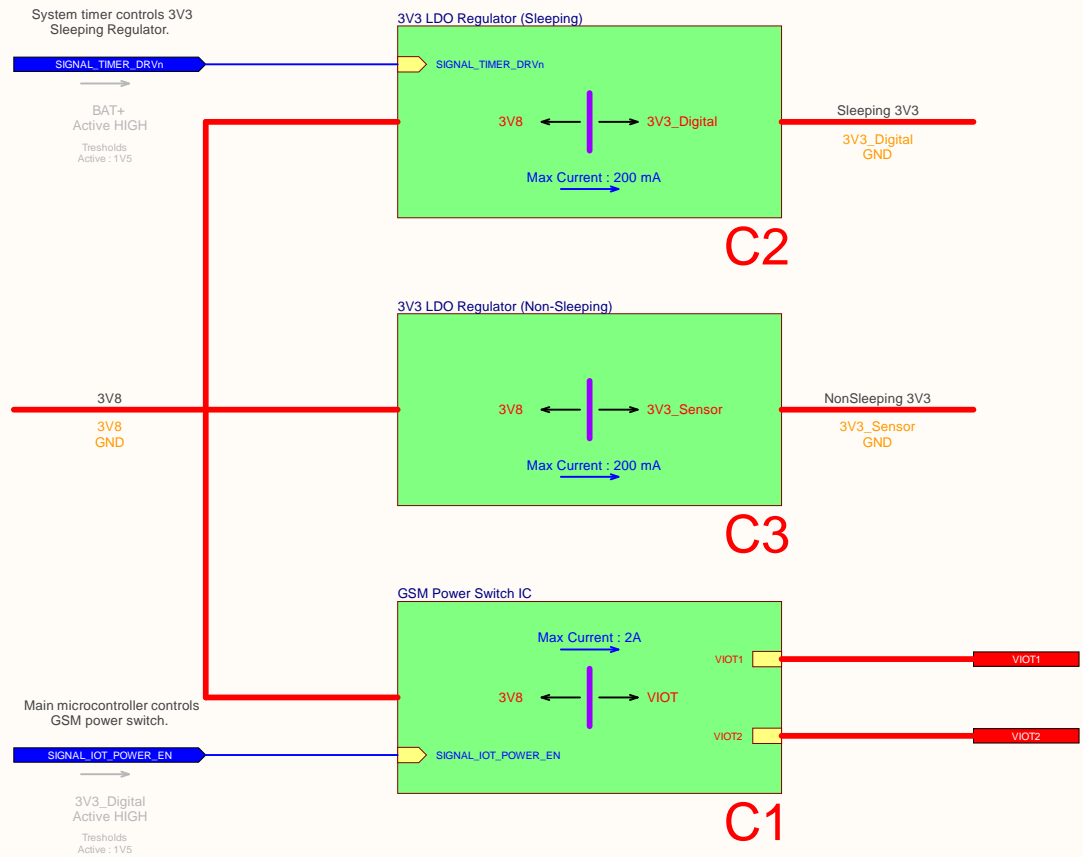 System timer controls 3V3
Sleeping Regulator.
SIGNAL_TIMER_DRVn
BAT+
Active HIGH
Tresholds
Active : 1V5
3V3 LDO Regulator (Sleeping)
SIGNAL_TIMER_DRVn
3V8
3V3_Digital
Max Current : 200 mA
C2
Sleeping 3V3
3V3_Digital
GND
3V8
3V8
GND
3V3 LDO Regulator (Non-Sleeping)
3V8
3V3_Sensor
Max Current : 200 mA
C3
NonSleeping 3V3
3V3_Sensor
GND
GSM Power Switch IC
Max Current : 2A
3V8
VIOT
VIOT1
VIOT2
SIGNAL_IOT_POWER_EN
C1
VIOT1
VIOT2
Main microcontroller controls
GSM power switch.
SIGNAL_IOT_POWER_EN
3V3_Digital
Active HIGH
Tresholds
Active : 1V5